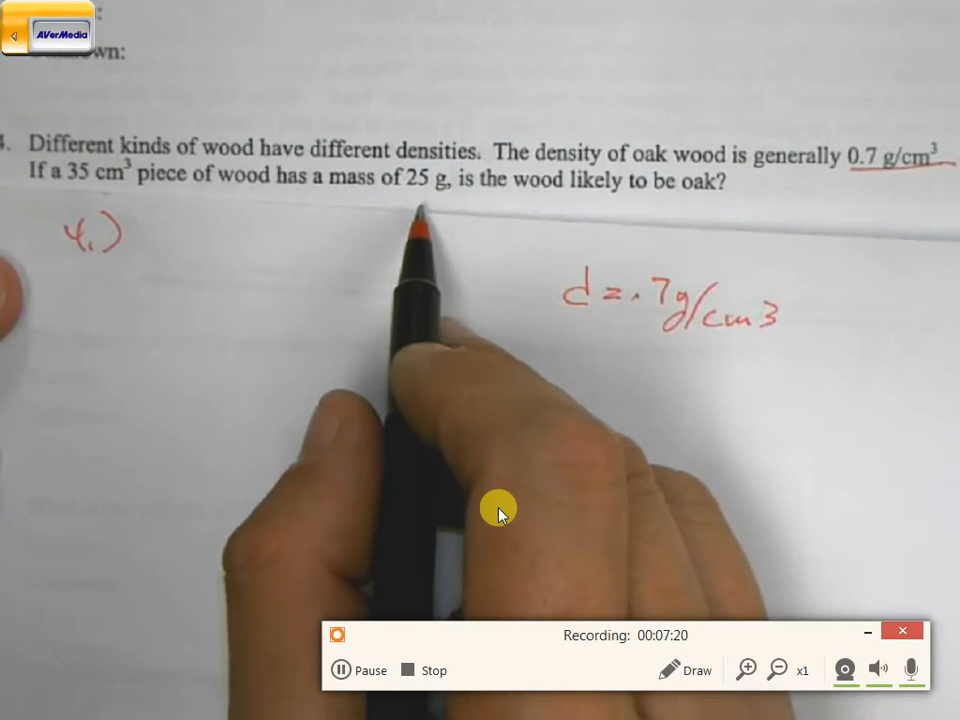 AVerMedia
4. Different kinds of wood have different densities. The density of oak wood is generally 0.7 g/cm³
If a 35 cm³ piece of wood has a mass of 25 g, is the wood likely to be oak?
4.)
d = .7g/cm3
Recording: 00:07:20
Pause
Stop
Draw
x1